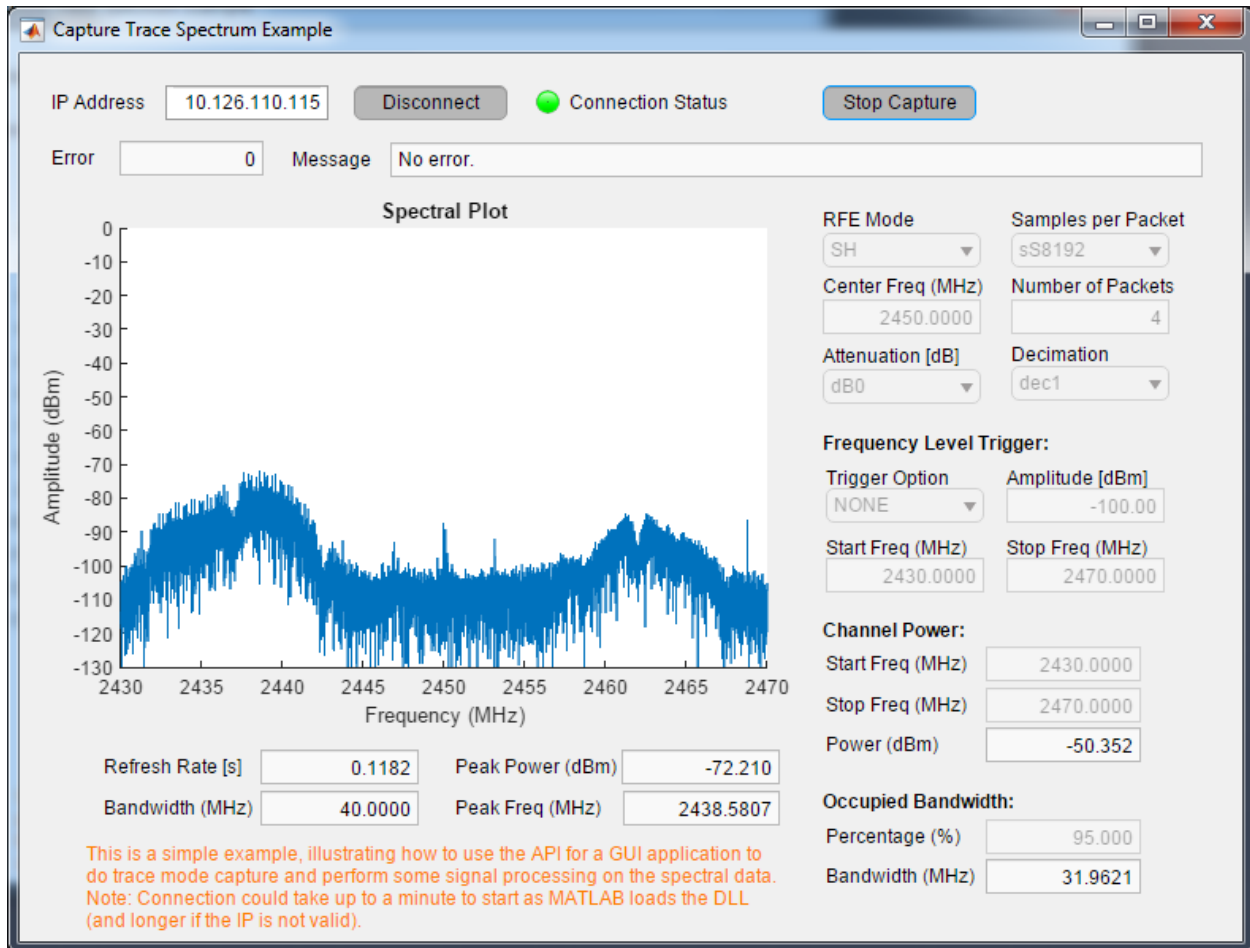 Capture Trace Spectrum Example
IP Address 10.126.110.115 Disconnect Connection Status Stop Capture
Error 0 Message No error.
Spectral Plot
0
-10
-20
-30
-40
-50
-60
-70
-80
-90
-100
-110
-120
-130
Amplitude (dBm)
2430 2435 2440 2445 2450 2455 2460 2465 2470
Frequency (MHz)
RFE Mode Samples per Packet
SH sS8192
Center Freq (MHz) Number of Packets
2450.0000 4
Attenuation [dB] Decimation
dB0 dec1
Frequency Level Trigger:
Trigger Option Amplitude [dBm]
NONE -100.00
Start Freq (MHz) Stop Freq (MHz)
2430.0000 2470.0000
Channel Power:
Start Freq (MHz) 2430.0000
Stop Freq (MHz) 2470.0000
Power (dBm) -50.352
Occupied Bandwidth:
Percentage (%) 95.000
Bandwidth (MHz) 31.9621
Refresh Rate [s] 0.1182 Peak Power (dBm) -72.210
Bandwidth (MHz) 40.0000 Peak Freq (MHz) 2438.5807
This is a simple example, illustrating how to use the API for a GUI application to
do trace mode capture and perform some signal processing on the spectral data.
Note: Connection could take up to a minute to start as MATLAB loads the DLL
(and longer if the IP is not valid).